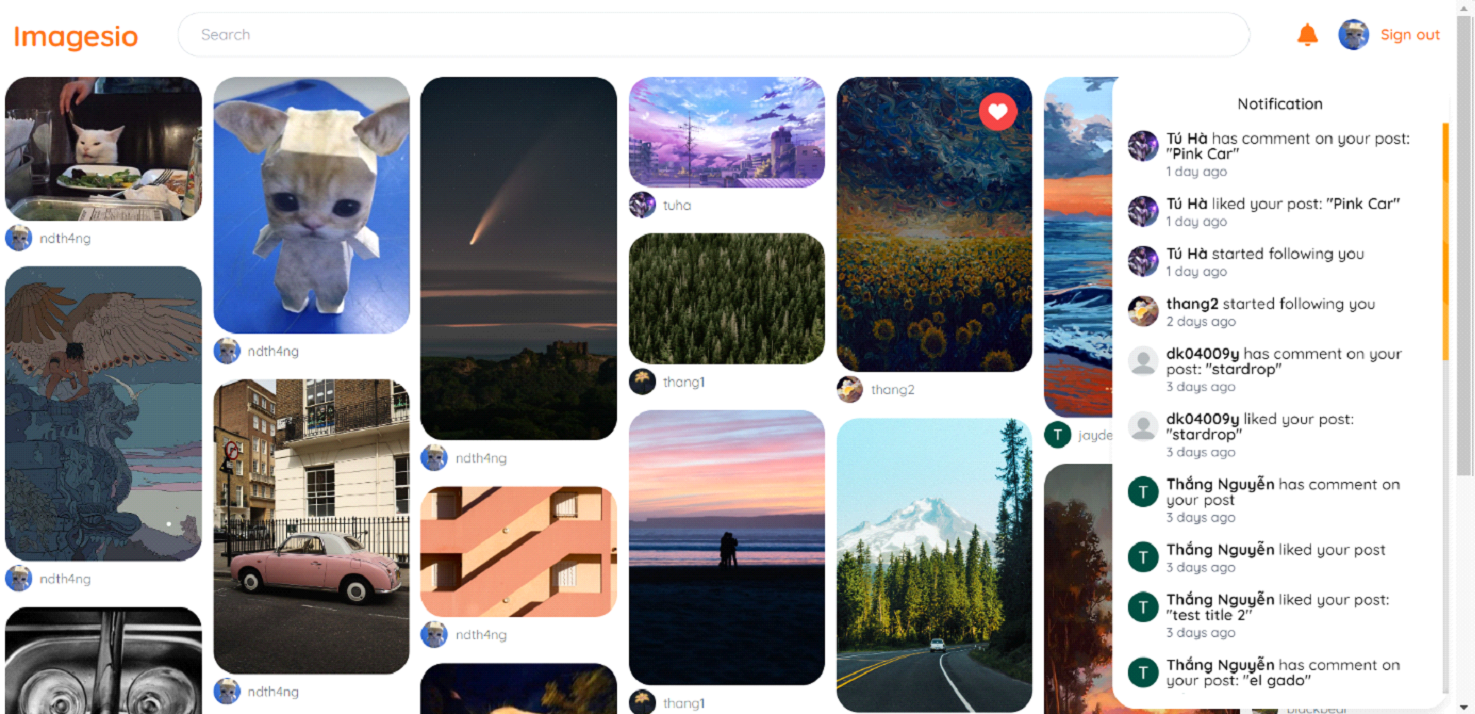 Imagesio
Search
Sign out
ndth4ng
ndth4ng
ndth4ng
ndth4ng
ndth4ng
ndth4ng
tuha
thang1
thang1
thang2
T
jayde
Notification
Tú Hà has comment on your post:
"Pink Car"
1 day ago
Tú Hà liked your post: "Pink Car"
1 day ago
Tú Hà started following you
1 day ago
thang2 started following you
2 days ago
dk04009y has comment on your
post: "stardrop"
3 days ago
dk04009y liked your post:
"stardrop"
3 days ago
T
Thắng Nguyễn has comment on
your post
3 days ago
T
Thắng Nguyễn liked your post
3 days ago
T
Thắng Nguyễn liked your post:
"test title 2"
3 days ago
T
Thắng Nguyễn has comment on
your post: "el gado"
blackbear